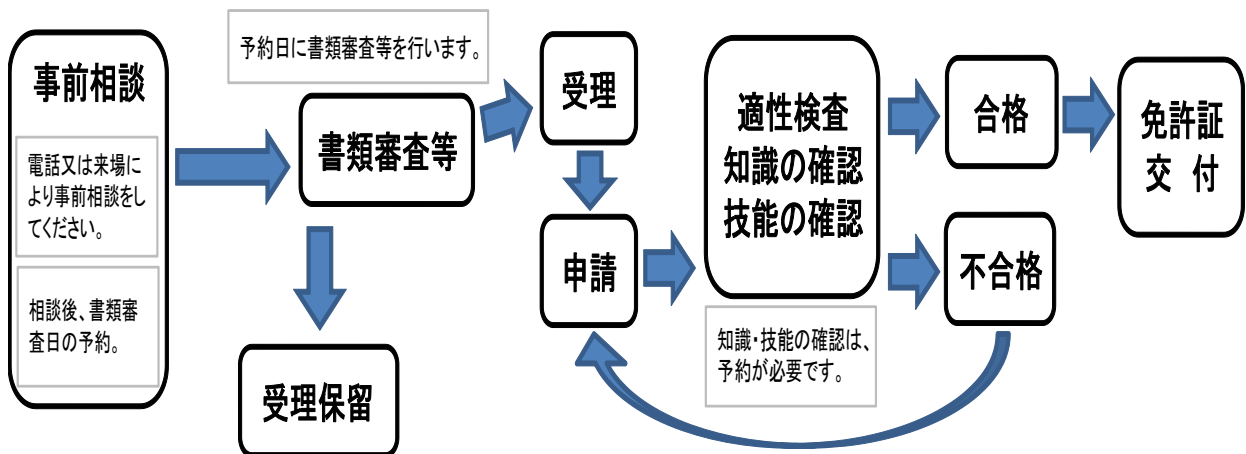 事前相談
電話又は来場に
より事前相談をし
てください。
相談後、書類審
査日の予約。
予約日に書類審査等を行います。
書類審査等
受理保留
受理
申請
適性検査
知識の確認
技能の確認
知識・技能の確認は、
予約が必要です。
合格
不合格
免許証
交　付